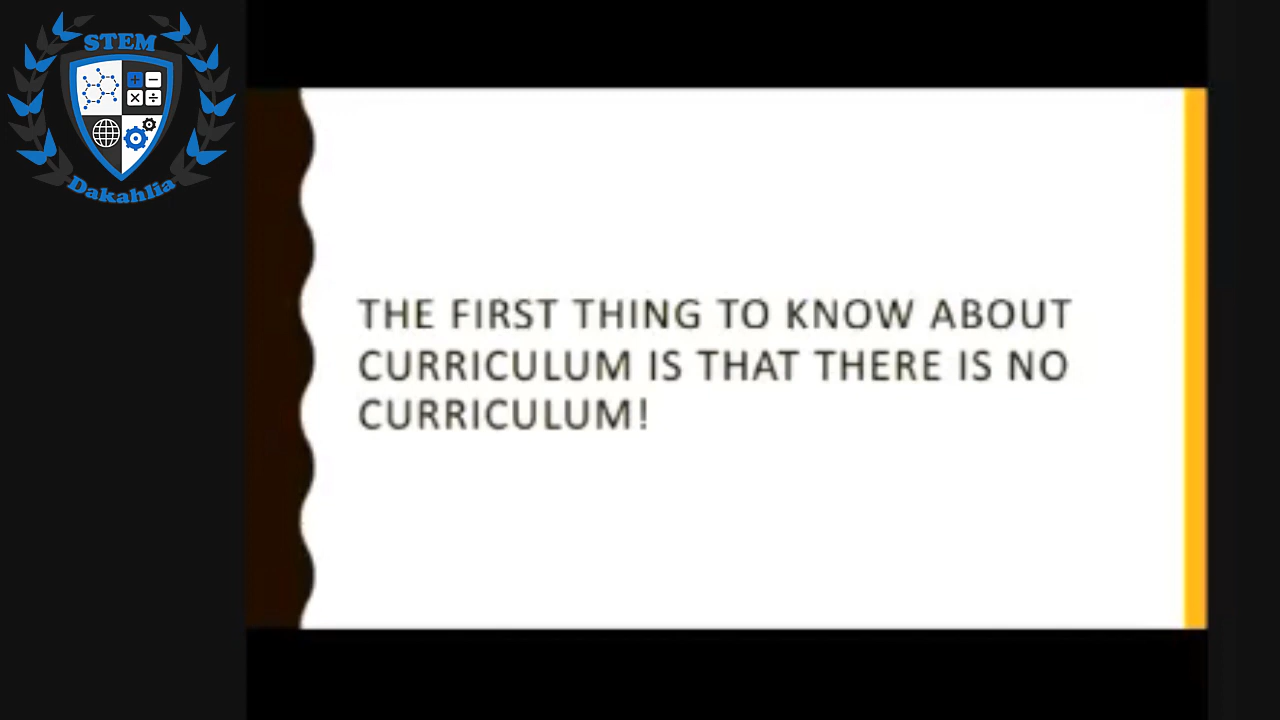 STEM
Dakahlia
THE FIRST THING TO KNOW ABOUT
CURRICULUM IS THAT THERE IS NO
CURRICULUM!